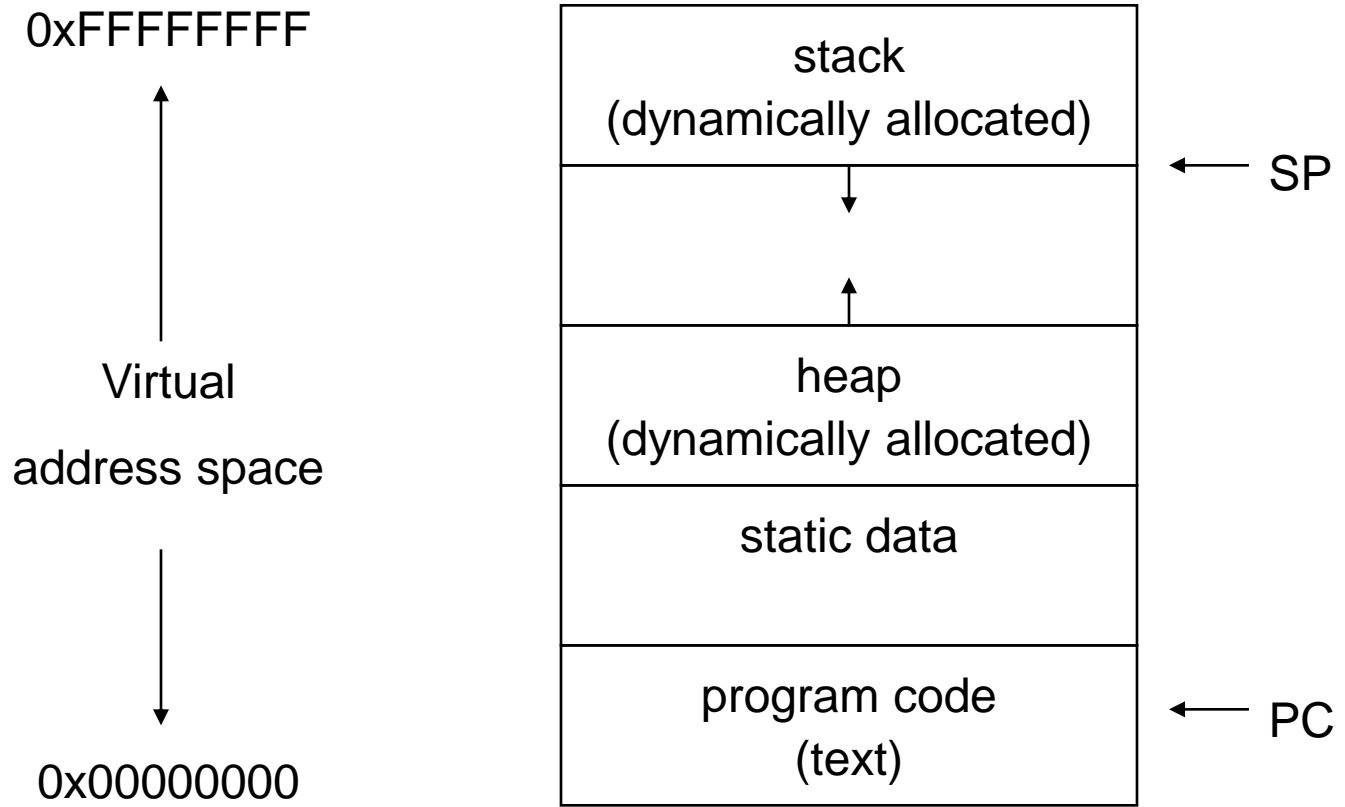 0xFFFFFFFF
stack
(dynamically allocated)
SP
Virtual
address space
heap
(dynamically allocated)
static data
program code
(text)
PC
0x00000000